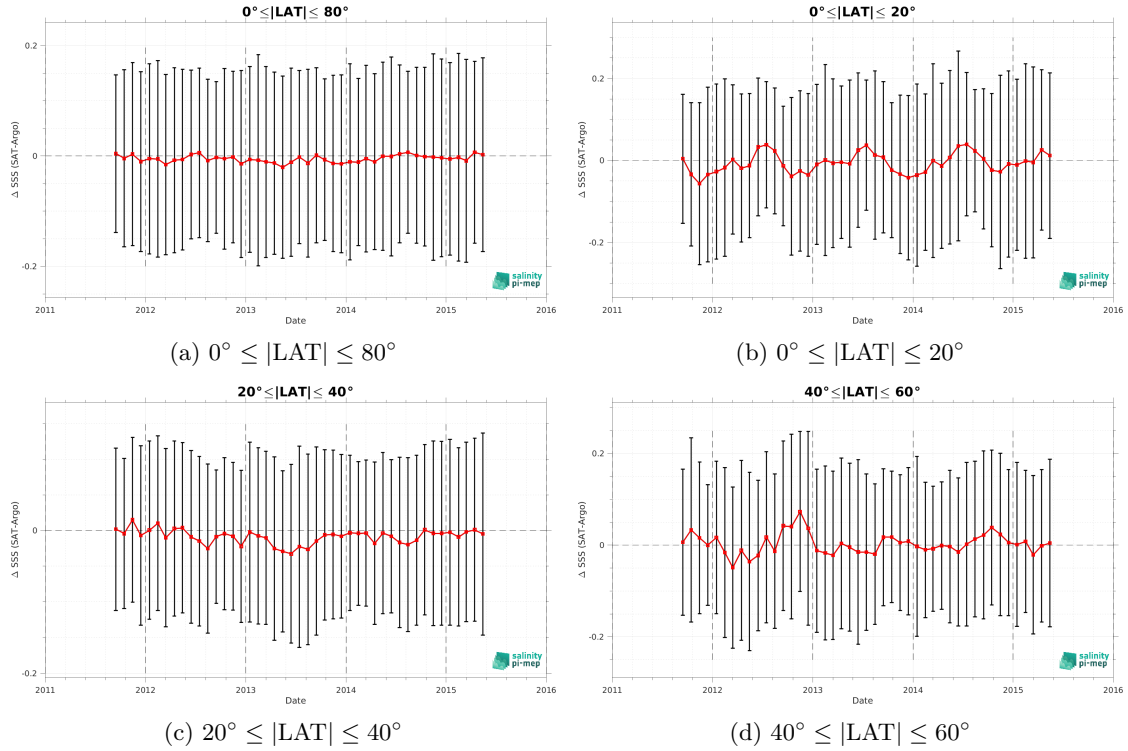 0°≤|LAT|≤ 80°
0.2
0
-0.2
Δ SSS (SAT-Argo)
2011 2012 2013 2014 2015 2016
Date
salinity
pi-mep
(a) 0° ≤ |LAT| ≤ 80°
0°≤|LAT|≤ 20°
0.2
0
-0.2
Δ SSS (SAT-Argo)
2011 2012 2013 2014 2015 2016
Date
salinity
pi-mep
(b) 0° ≤ |LAT| ≤ 20°
20°≤|LAT|≤ 40°
0
-0.2
Δ SSS (SAT-Argo)
2011 2012 2013 2014 2015 2016
Date
salinity
pi-mep
(c) 20° ≤ |LAT| ≤ 40°
40°≤|LAT|≤ 60°
0.2
0
-0.2
Δ SSS (SAT-Argo)
2011 2012 2013 2014 2015 2016
Date
salinity
pi-mep
(d) 40° ≤ |LAT| ≤ 60°